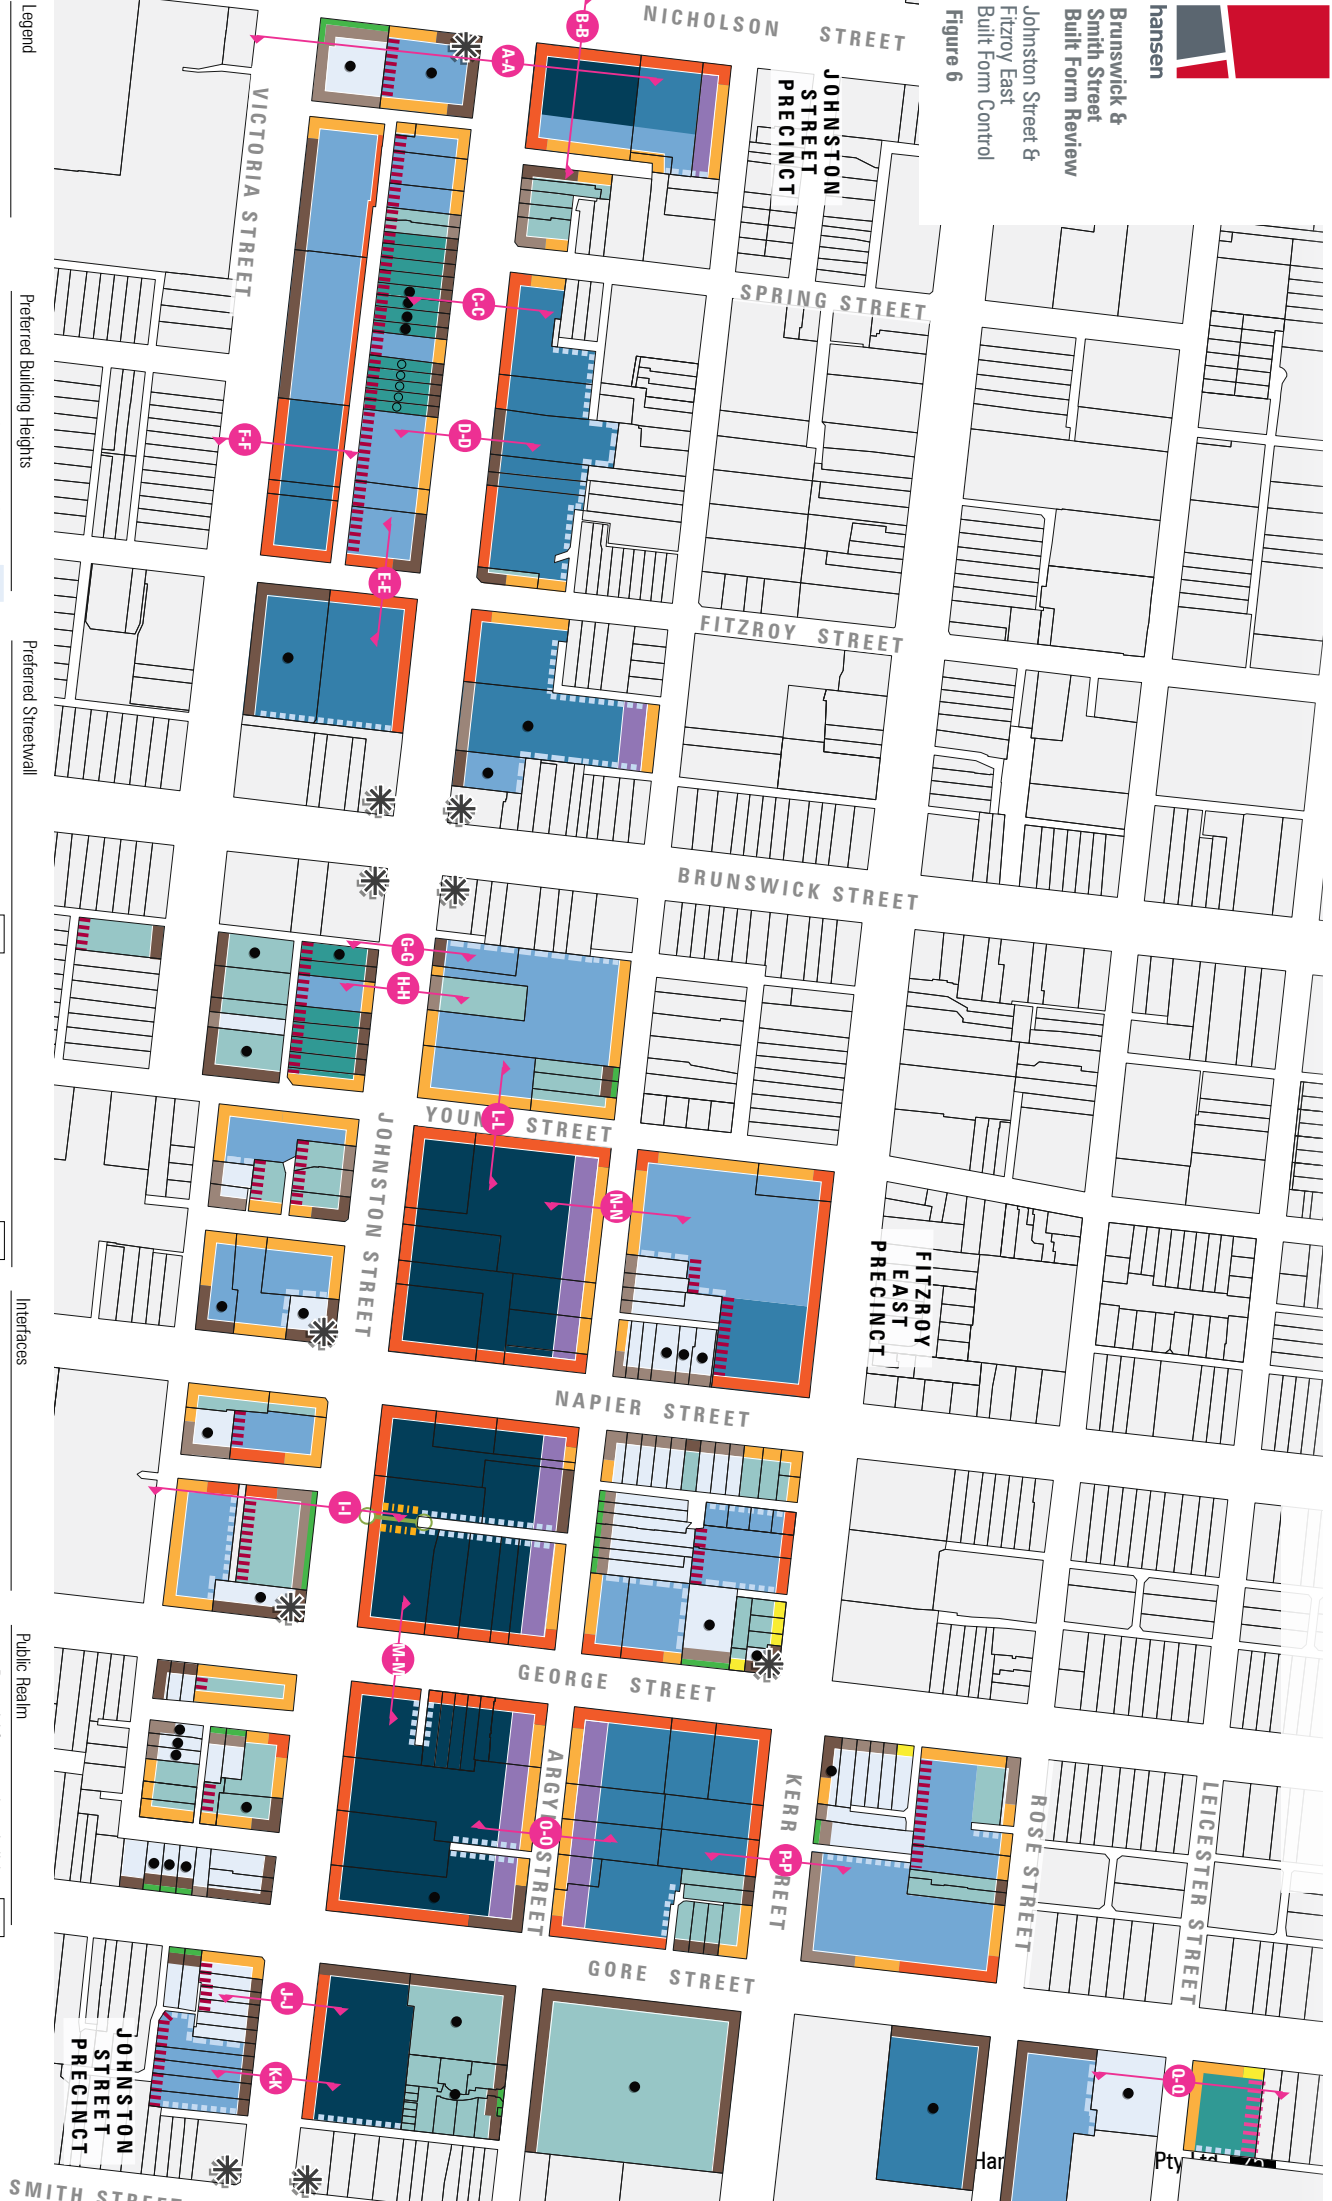 hansen
Brunswick &
Smith Street
Built Form Review
Johnston Street &
Fitzroy East
Built Form Control
Figure 6
Legend
Preferred Building Heights
Preferred Streetwall
Interfaces
Public Realm
NICHOLSON STREET
VICTORIA STREET
JOHNSTON
STREET
PRECINCT
SPRING STREET
FITZROY STREET
BRUNSWICK STREET
YOUNG STREET
JOHNSTON STREET
NAPIER STREET
FITZROY
EAST
PRECINCT
GEORGE STREET
ARGYLE STREET
KERR STREET
ROSE STREET
LEICESTER STREET
GORE STREET
JOHNSTON
STREET
PRECINCT
SMITH STREET
A-A
B-B
C-C
D-D
E-E
F-F
G-G
H-H
I-I
J-J
K-K
L-L
M-M
N-N
O-O
P-P
Q-Q
Han
Pty Ltd